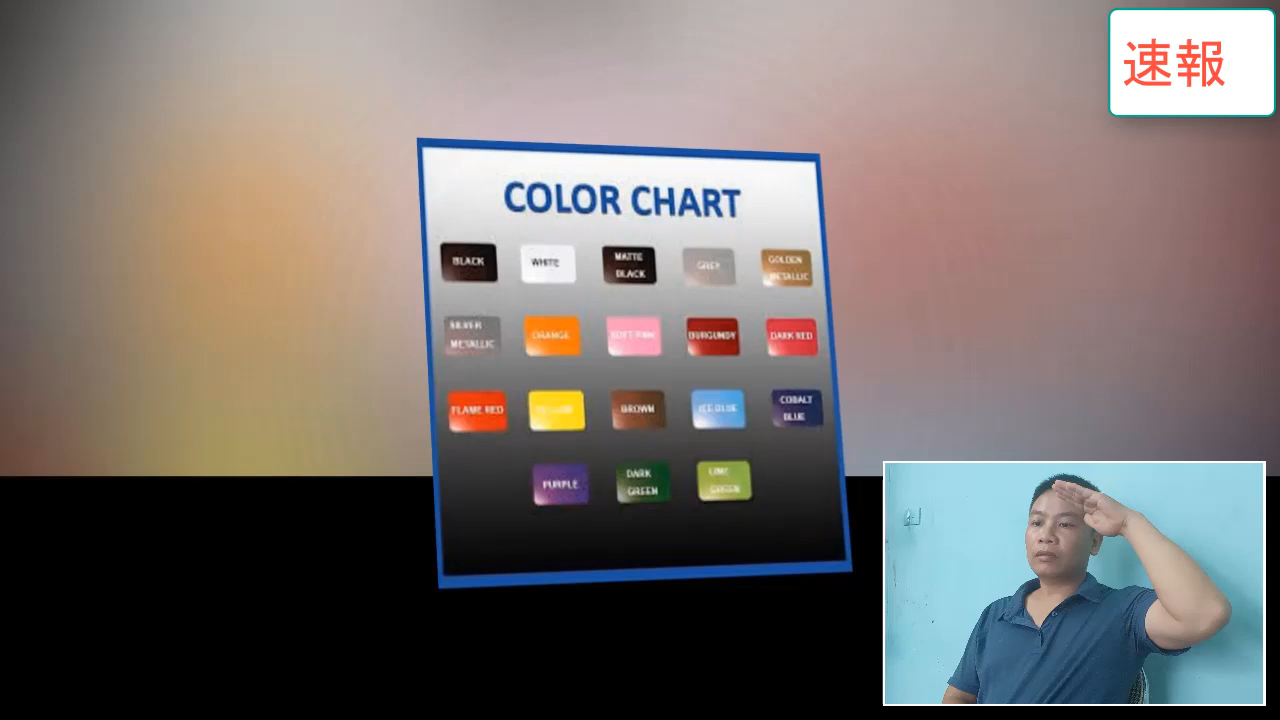 速報
COLOR CHART
BLACK
WHITE
MATTE
BLACK
GREY
GOLDEN
METALLIC
SILVER
METALLIC
ORANGE
SOFT PINK
BURGUNDY
DARK RED
FLAME RED
YELLOW
BROWN
ICE BLUE
COBALT
BLUE
PURPLE
DARK
GREEN
LIME
GREEN